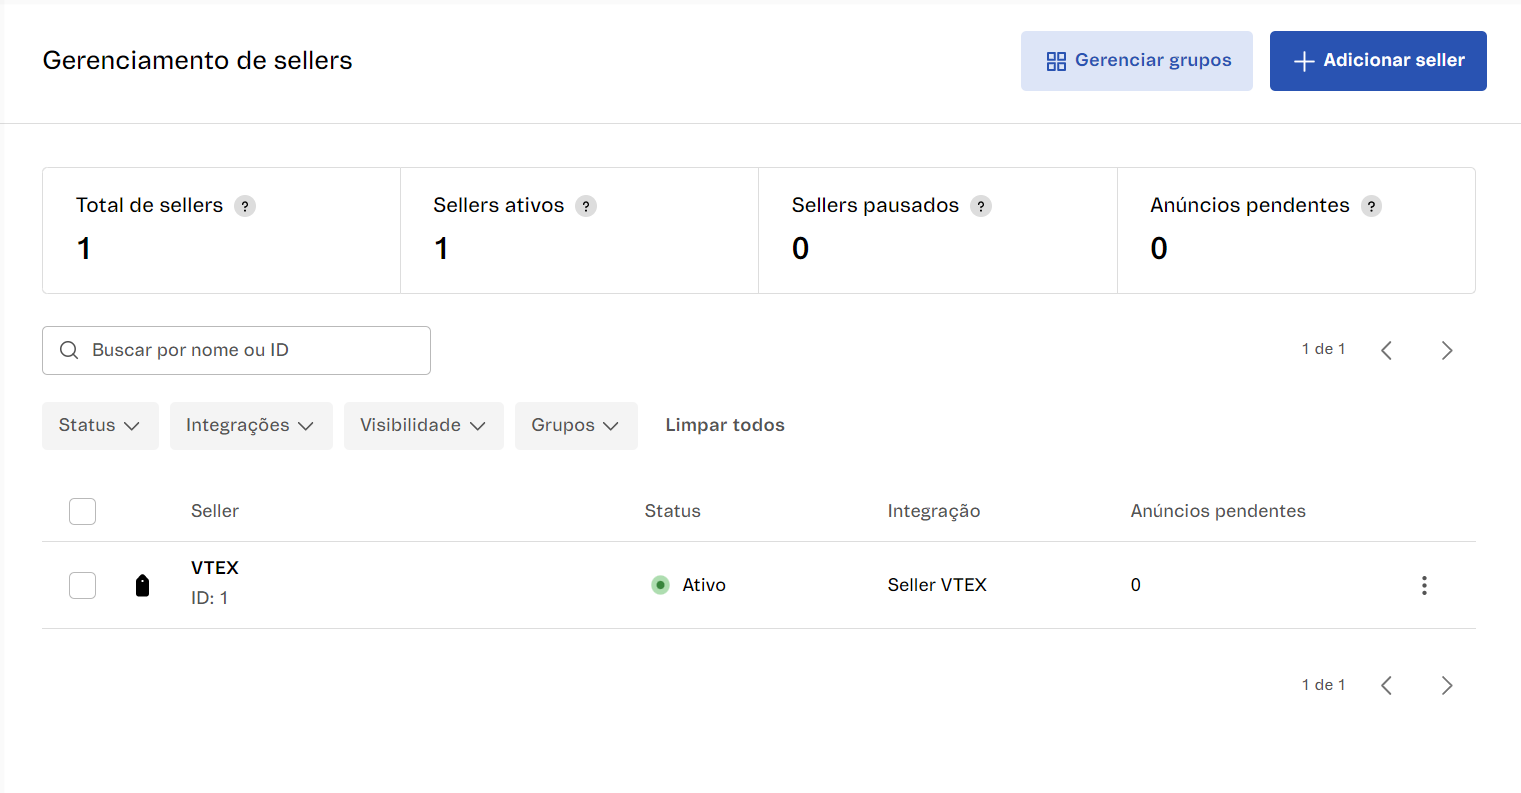 Gerenciamento de sellers
Gerenciar grupos
Adicionar seller
Total de sellers ?
1
Sellers ativos ?
1
Sellers pausados ?
0
Anúncios pendentes ?
0
Buscar por nome ou ID
1 de 1
Status
Integrações
Visibilidade
Grupos
Limpar todos
Seller Status Integração Anúncios pendentes
VTEX
ID: 1
Ativo
Seller VTEX
0
1 de 1